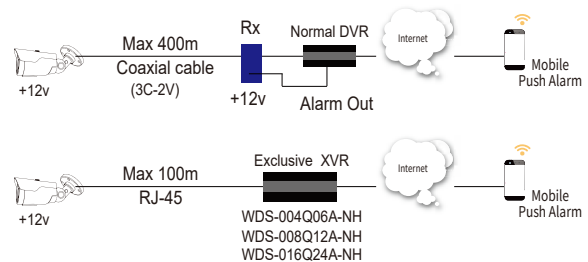 Max 400m
Coaxial cable
(3C-2V)
+12v
Rx
+12v
Normal DVR
Alarm Out
Internet
Mobile
Push Alarm
Max 100m
RJ-45
+12v
Exclusive XVR
WDS-004Q06A-NH
WDS-008Q12A-NH
WDS-016Q24A-NH
Internet
Mobile
Push Alarm